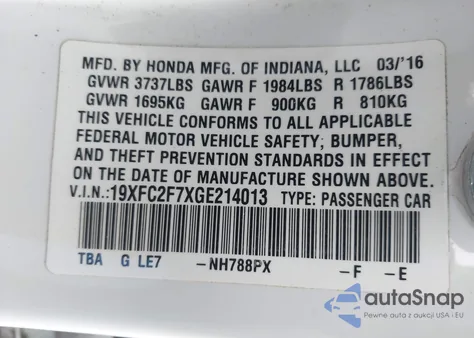 MFD. BY HONDA MFG. OF INDIANA, LLC 03/'16
GVWR 3737LBS GAWR F 1984LBS R 1786LBS
GVWR 1695KG GAWR F 900KG R 810KG
THIS VEHICLE CONFORMS TO ALL APPLICABLE
FEDERAL MOTOR VEHICLE SAFETY, BUMPER,
AND THEFT PREVENTION STANDARDS IN EFFECT
ON THE DATE OF MANUFACTURE SHOWN ABOVE.
V.I.N.: 19XFC2F7XGE214013 TYPE: PASSENGER CAR
TBA G LE7 -NH788PX -F -E
autoSnap
Pewne auta z aukcji USA i EU